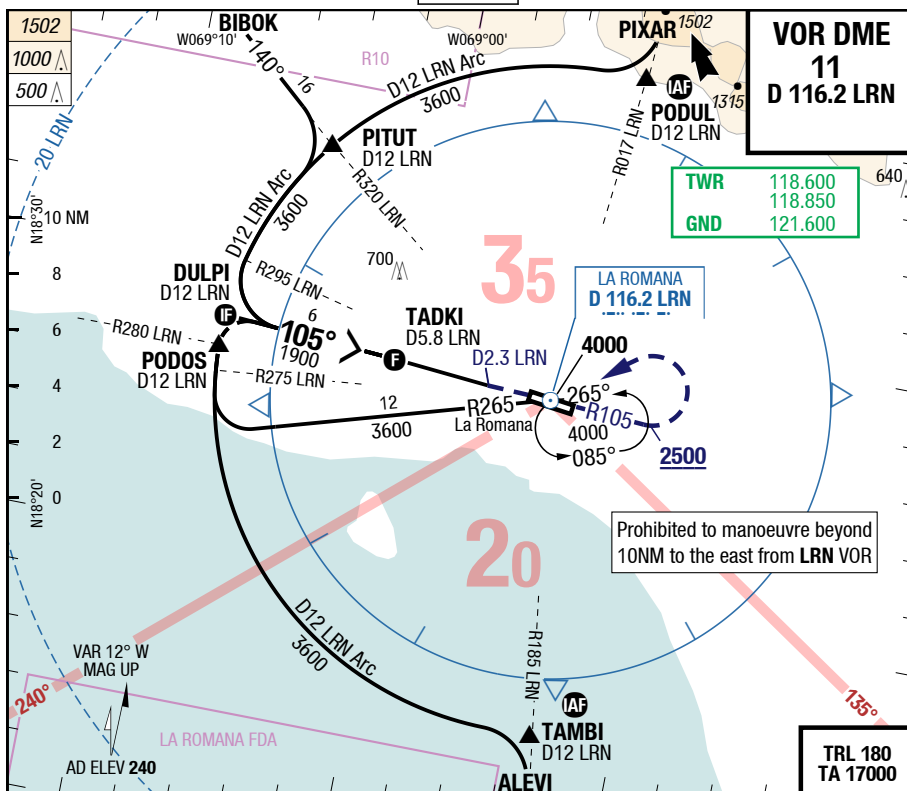 1502
1000
500
BIBOK
W069°10'
W069°00'
PIXAR
1502
VOR DME
11
D 116.2 LRN
140°
16
R10
D12 LRN Arc
3600
IAF
PODUL
D12 LRN
1315
20 LRN
PITUT
D12 LRN
R017 LRN
R320 LRN
TWR 118.600
118.850
GND 121.600
640
N18°30'
10 NM
D12 LRN Arc
3600
700
35
8
DULPI
D12 LRN
R295 LRN
LA ROMANA
D 116.2 LRN
6
IF
6
105°
1900
TADKI
D5.8 LRN
R280 LRN
F
D2.3 LRN
4000
PODOS
D12 LRN
R275 LRN
4
12
3600
R265
La Romana
265°
R105
4000
085°
2500
2
N18°20'
0
Prohibited to manoeuvre beyond
10NM to the east from LRN VOR
20
D12 LRN Arc
3600
R185 LRN
VAR 12° W
MAG UP
240°
135°
IAF
TAMBI
D12 LRN
LA ROMANA FDA
AD ELEV 240
ALEVI
TRL 180
TA 17000